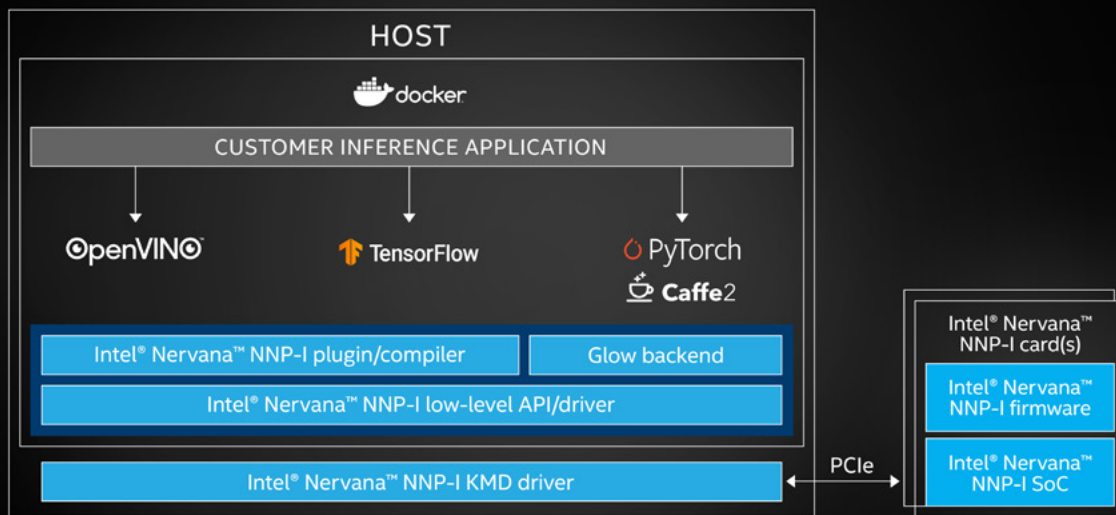 HOST
docker
CUSTOMER INFERENCE APPLICATION
OpenVINO™
TensorFlow
PyTorch
Caffe2
Intel® Nervana™ NNP-I plugin/compiler
Glow backend
Intel® Nervana™ NNP-I low-level API/driver
Intel® Nervana™ NNP-I KMD driver
PCIe
Intel® Nervana™
NNP-I card(s)
Intel® Nervana™
NNP-I firmware
Intel® Nervana™
NNP-I SoC